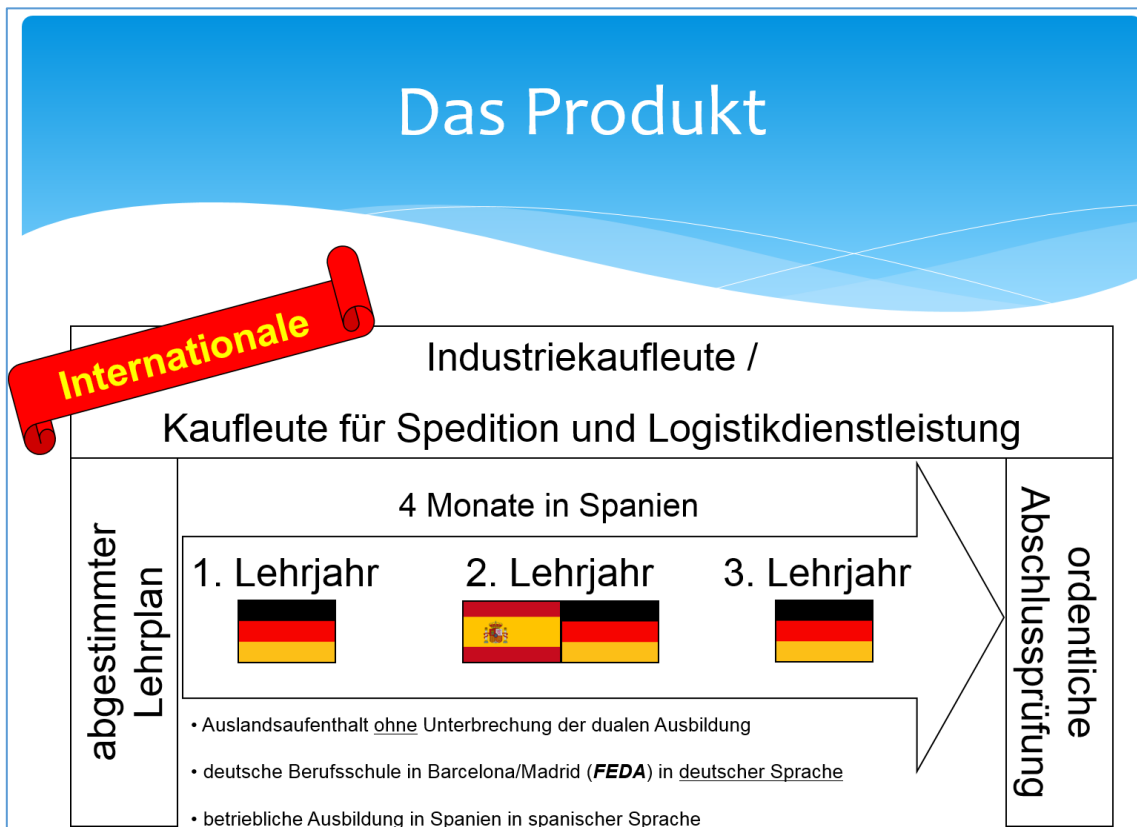 Das Produkt
Internationale
Industriekaufleute /
Kaufleute für Spedition und Logistikdienstleistung
abgestimmter
Lehrplan
4 Monate in Spanien
1. Lehrjahr 2. Lehrjahr 3. Lehrjahr
• Auslandsaufenthalt ohne Unterbrechung der dualen Ausbildung
• deutsche Berufsschule in Barcelona/Madrid (FEDA) in deutscher Sprache
• betriebliche Ausbildung in Spanien in spanischer Sprache
ordentliche
Abschlussprüfung